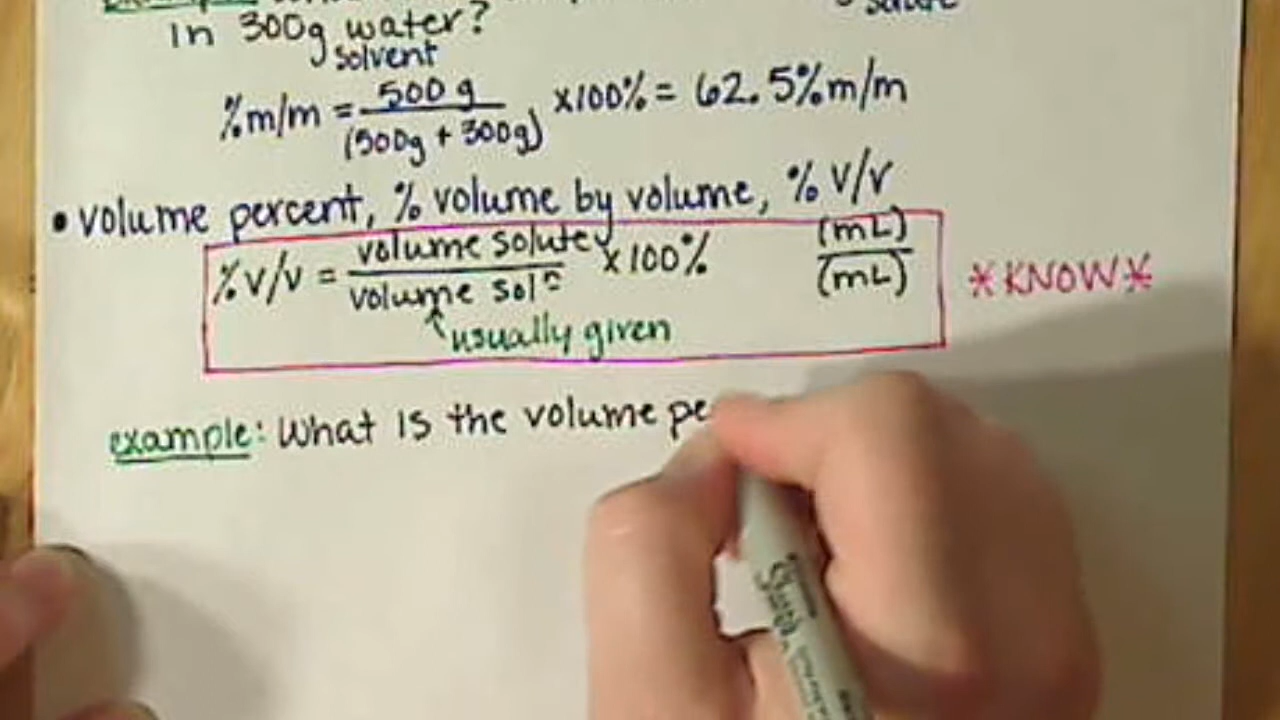 in 300g water?
solvent
%m/m = 500 g / (500g + 300g) x100% = 62.5%m/m
• volume percent, % volume by volume, % v/v
%v/v = volume solute / volume solⁿ x100% (mL) / (mL)
*KNOW*
usually given
example: What is the volume pe